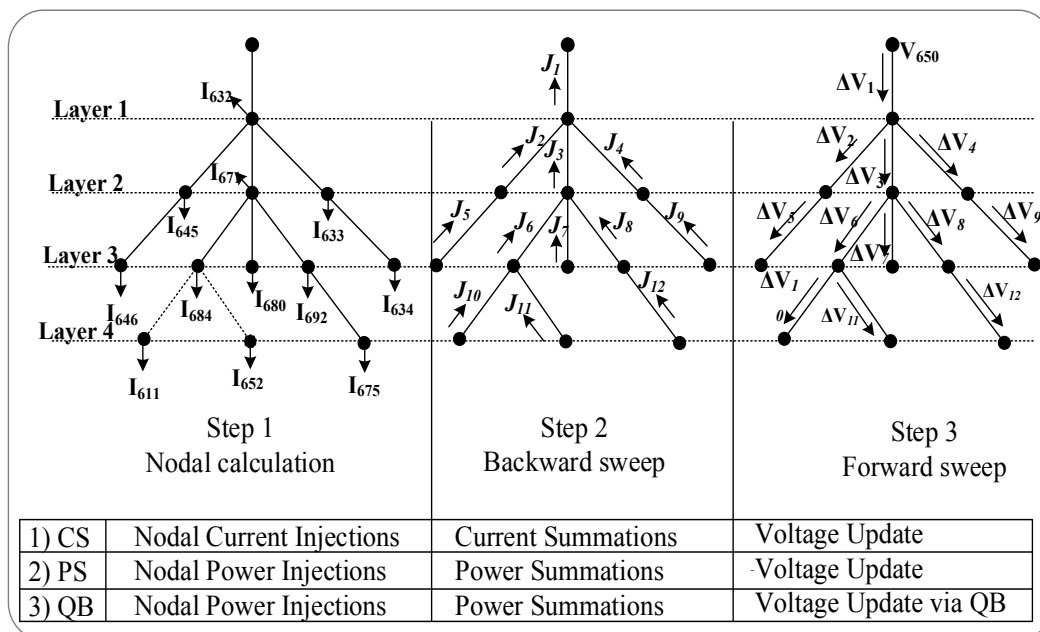 I632
Layer 1
I671
Layer 2
I645
I633
Layer 3
I646
I684
I680
I692
I634
Layer 4
I611
I652
I675
Step 1
Nodal calculation
J1
J2
J3
J4
J5
J6
J7
J8
J9
J10
J11
J12
Step 2
Backward sweep
V650
ΔV1
ΔV2
ΔV3
ΔV4
ΔV5
ΔV6
ΔV7
ΔV8
ΔV9
ΔV1
0
ΔV11
ΔV12
Step 3
Forward sweep
1) CS Nodal Current Injections Current Summations Voltage Update
2) PS Nodal Power Injections Power Summations -Voltage Update
3) QB Nodal Power Injections Power Summations Voltage Update via QB